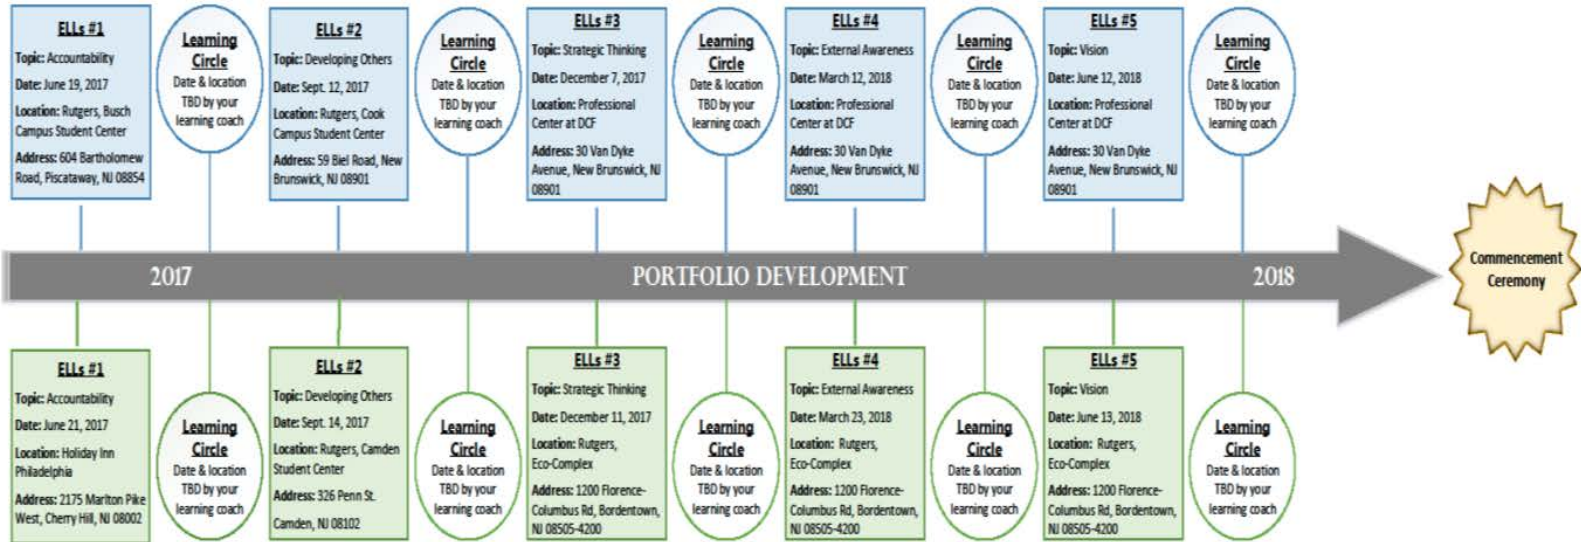 ELLs #1
Topic: Accountability
Date: June 19, 2017
Location: Rutgers, Busch
Campus Student Center
Address: 604 Bartholomew
Road, Piscataway, NJ 08854
Learning
Circle
Date & location
TBD by your
learning coach
ELLs #2
Topic: Developing Others
Date: Sept. 12, 2017
Location: Rutgers, Cook
Campus Student Center
Address: 59 Biel Road, New
Brunswick, NJ 08901
Learning
Circle
Date & location
TBD by your
learning coach
ELLs #3
Topic: Strategic Thinking
Date: December 7, 2017
Location: Professional
Center at DCF
Address: 30 Van Dyke
Avenue, New Brunswick, NJ
08901
Learning
Circle
Date & location
TBD by your
learning coach
ELLs #4
Topic: External Awareness
Date: March 12, 2018
Location: Professional
Center at DCF
Address: 30 Van Dyke
Avenue, New Brunswick, NJ
08901
Learning
Circle
Date & location
TBD by your
learning coach
ELLs #5
Topic: Vision
Date: June 12, 2018
Location: Professional
Center at DCF
Address: 30 Van Dyke
Avenue, New Brunswick, NJ
08901
Learning
Circle
Date & location
TBD by your
learning coach
2017 PORTFOLIO DEVELOPMENT 2018
Commencement
Ceremony
ELLs #1
Topic: Accountability
Date: June 21, 2017
Location: Holiday Inn
Philadelphia
Address: 2175 Marlton Pike
West, Cherry Hill, NJ 08002
Learning
Circle
Date & location
TBD by your
learning coach
ELLs #2
Topic: Developing Others
Date: Sept. 14, 2017
Location: Rutgers, Camden
Student Center
Address: 326 Penn St.
Camden, NJ 08102
Learning
Circle
Date & location
TBD by your
learning coach
ELLs #3
Topic: Strategic Thinking
Date: December 11, 2017
Location: Rutgers,
Eco-Complex
Address: 1200 Florence-
Columbus Rd, Bordentown,
NJ 08505-4200
Learning
Circle
Date & location
TBD by your
learning coach
ELLs #4
Topic: External Awareness
Date: March 23, 2018
Location: Rutgers,
Eco-Complex
Address: 1200 Florence-
Columbus Rd, Bordentown,
NJ 08505-4200
Learning
Circle
Date & location
TBD by your
learning coach
ELLs #5
Topic: Vision
Date: June 13, 2018
Location: Rutgers,
Eco-Complex
Address: 1200 Florence-
Columbus Rd, Bordentown,
NJ 08505-4200
Learning
Circle
Date & location
TBD by your
learning coach